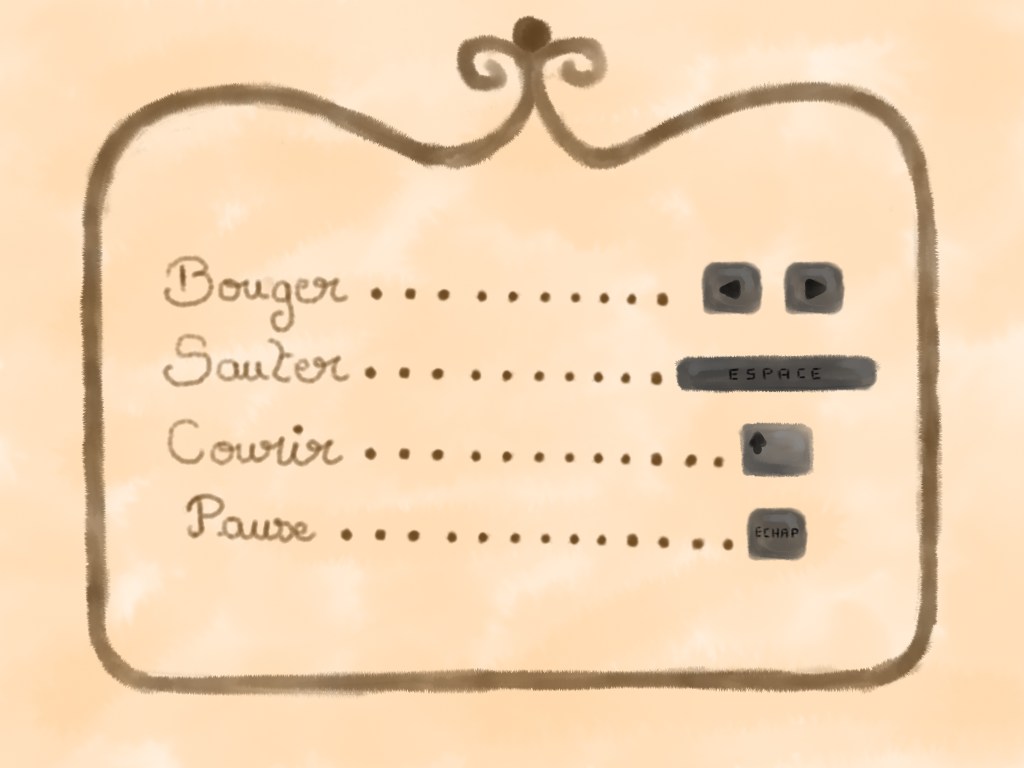 Bouger . . . . . . . . . . ◀ ▶
Sauter . . . . . . . . . . ESPACE
Courir . . . . . . . . . . . . ⬆
Pause . . . . . . . . . . . . ECHAP